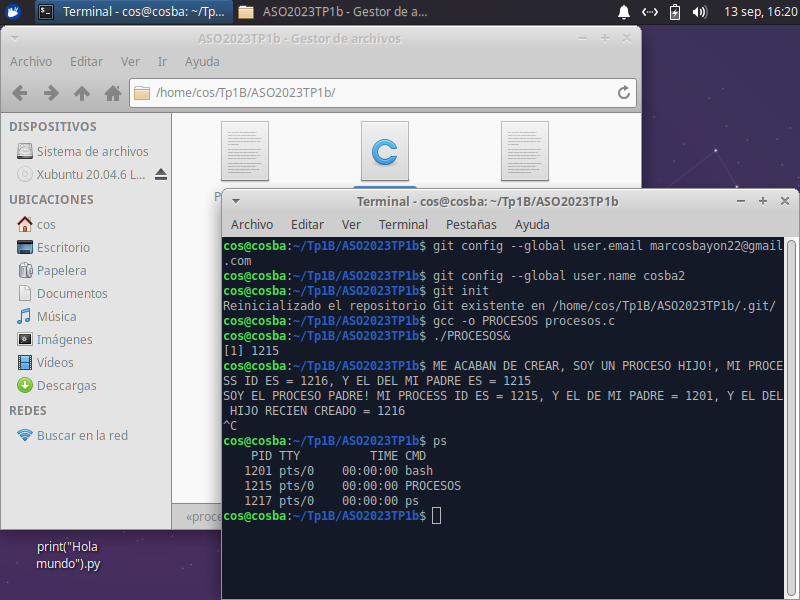 Terminal - cos@cosba: ~/Tp...
ASO2023TP1b - Gestor de a...
13 sep, 16:20
ASO2023TP1b - Gestor de archivos
Archivo Editar Ver Ir Ayuda
/home/cos/Tp1B/ASO2023TP1b/
DISPOSITIVOS
Sistema de archivos
Xubuntu 20.04.6 L...
UBICACIONES
cos
Escritorio
Papelera
Documentos
Música
Imágenes
Vídeos
Descargas
REDES
Buscar en la red
«proce
print("Hola
mundo").py
Terminal - cos@cosba: ~/Tp1B/ASO2023TP1b
Archivo Editar Ver Terminal Pestañas Ayuda
cos@cosba:~/Tp1B/ASO2023TP1b$ git config --global user.email marcosbayon22@gmail
.com
cos@cosba:~/Tp1B/ASO2023TP1b$ git config --global user.name cosba2
cos@cosba:~/Tp1B/ASO2023TP1b$ git init
Reinicializado el repositorio Git existente en /home/cos/Tp1B/ASO2023TP1b/.git/
cos@cosba:~/Tp1B/ASO2023TP1b$ gcc -o PROCESOS procesos.c
cos@cosba:~/Tp1B/ASO2023TP1b$ ./PROCESOS&
[1] 1215
cos@cosba:~/Tp1B/ASO2023TP1b$ ME ACABAN DE CREAR, SOY UN PROCESO HIJO!, MI PROCE
SS ID ES = 1216, Y EL DEL MI PADRE ES = 1215
SOY EL PROCESO PADRE! MI PROCESS ID ES = 1215, Y EL DE MI PADRE = 1201, Y EL DEL
HIJO RECIEN CREADO = 1216
^C
cos@cosba:~/Tp1B/ASO2023TP1b$ ps
PID TTY TIME CMD
1201 pts/0 00:00:00 bash
1215 pts/0 00:00:00 PROCESOS
1217 pts/0 00:00:00 ps
cos@cosba:~/Tp1B/ASO2023TP1b$